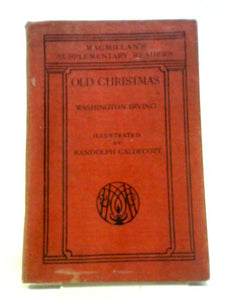 MACMILLAN'S
SUPPLEMENTARY READERS
OLD CHRISTMAS
WASHINGTON IRVING
ILLUSTRATED
BY
RANDOLPH CALDECOTT